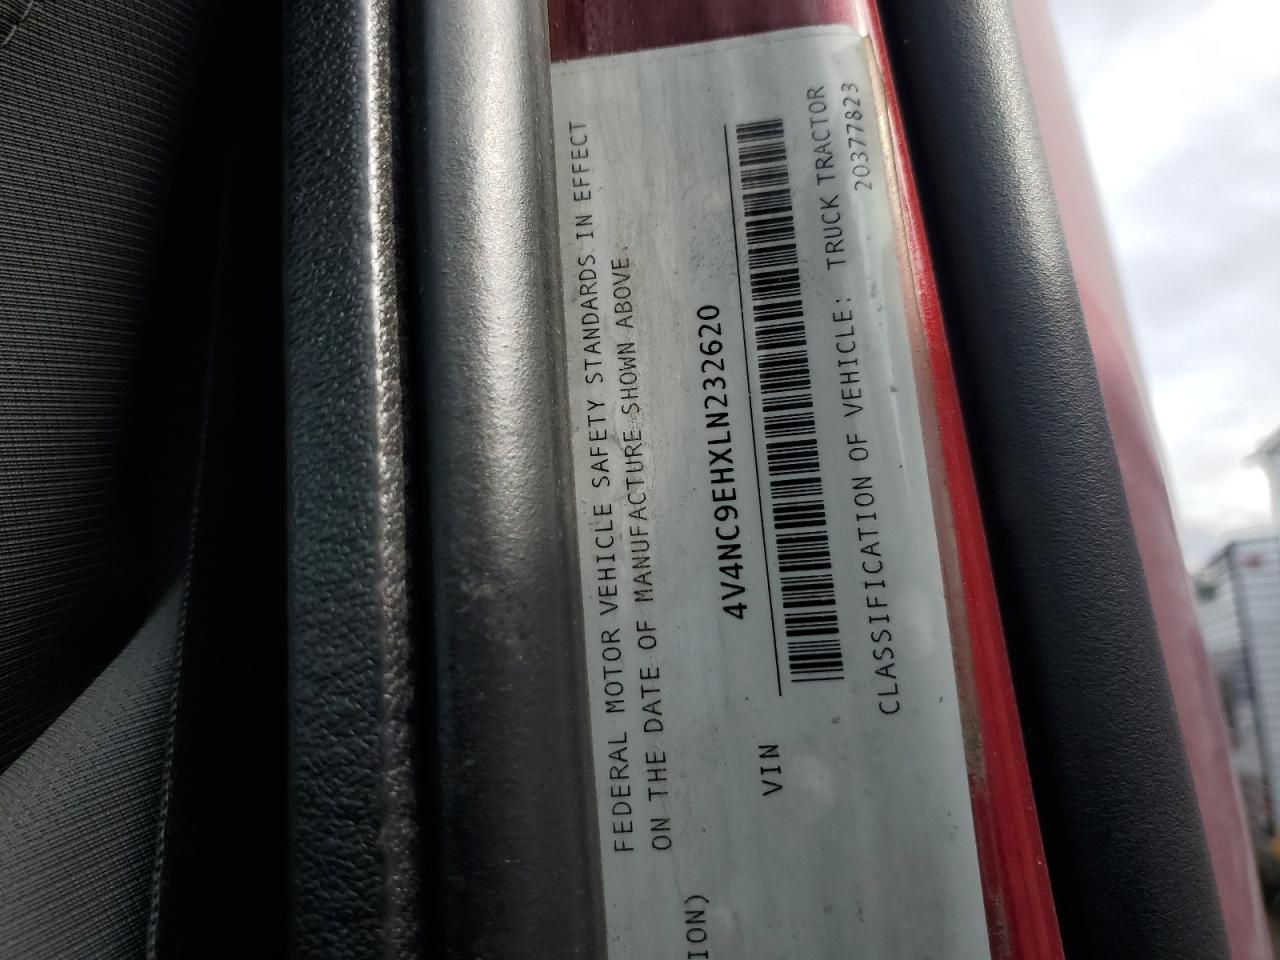 FEDERAL MOTOR VEHICLE SAFETY STANDARDS IN EFFECT
ON THE DATE OF MANUFACTURE SHOWN ABOVE.
ION)
4V4NC9EHXLN232620
VIN
CLASSIFICATION OF VEHICLE: TRUCK TRACTOR
20377823